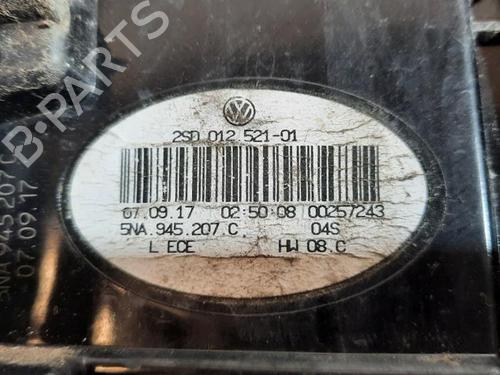 2SD 012 521-01
07.09.17 02:50:08 00257243
5NA.945.207 C. 04S
L ECE HW 08.C
5NA 945 207 C
07.09.17
B-PARTS